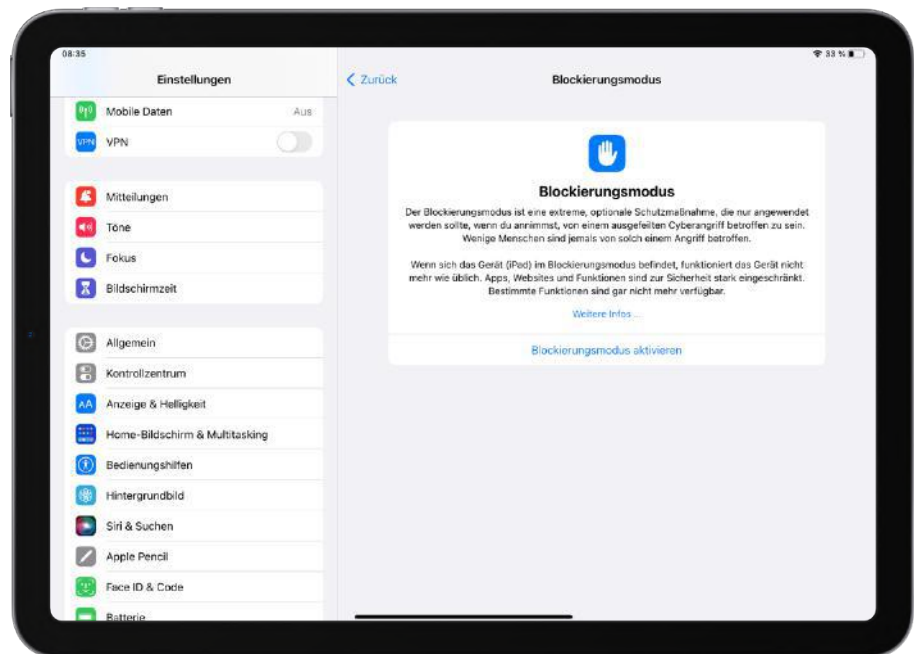 08:35
33 %
Einstellungen
Mobile Daten
Aus
VPN
VPN
Mitteilungen
Töne
Fokus
Bildschirmzeit
Allgemein
Kontrollzentrum
AA
Anzeige & Helligkeit
Home-Bildschirm & Multitasking
Bedienungshilfen
Hintergrundbild
Siri & Suchen
Apple Pencil
Face ID & Code
Batterie
Zurück
Blockierungsmodus
Blockierungsmodus
Der Blockierungsmodus ist eine extreme, optionale Schutzmaßnahme, die nur angewendet
werden sollte, wenn du annimmst, von einem ausgefeilten Cyberangriff betroffen zu sein.
Wenige Menschen sind jemals von solch einem Angriff betroffen.
Wenn sich das Gerät (iPad) im Blockierungsmodus befindet, funktioniert das Gerät nicht
mehr wie üblich. Apps, Websites und Funktionen sind zur Sicherheit stark eingeschränkt.
Bestimmte Funktionen sind gar nicht mehr verfügbar.
Weitere Infos ...
Blockierungsmodus aktivieren